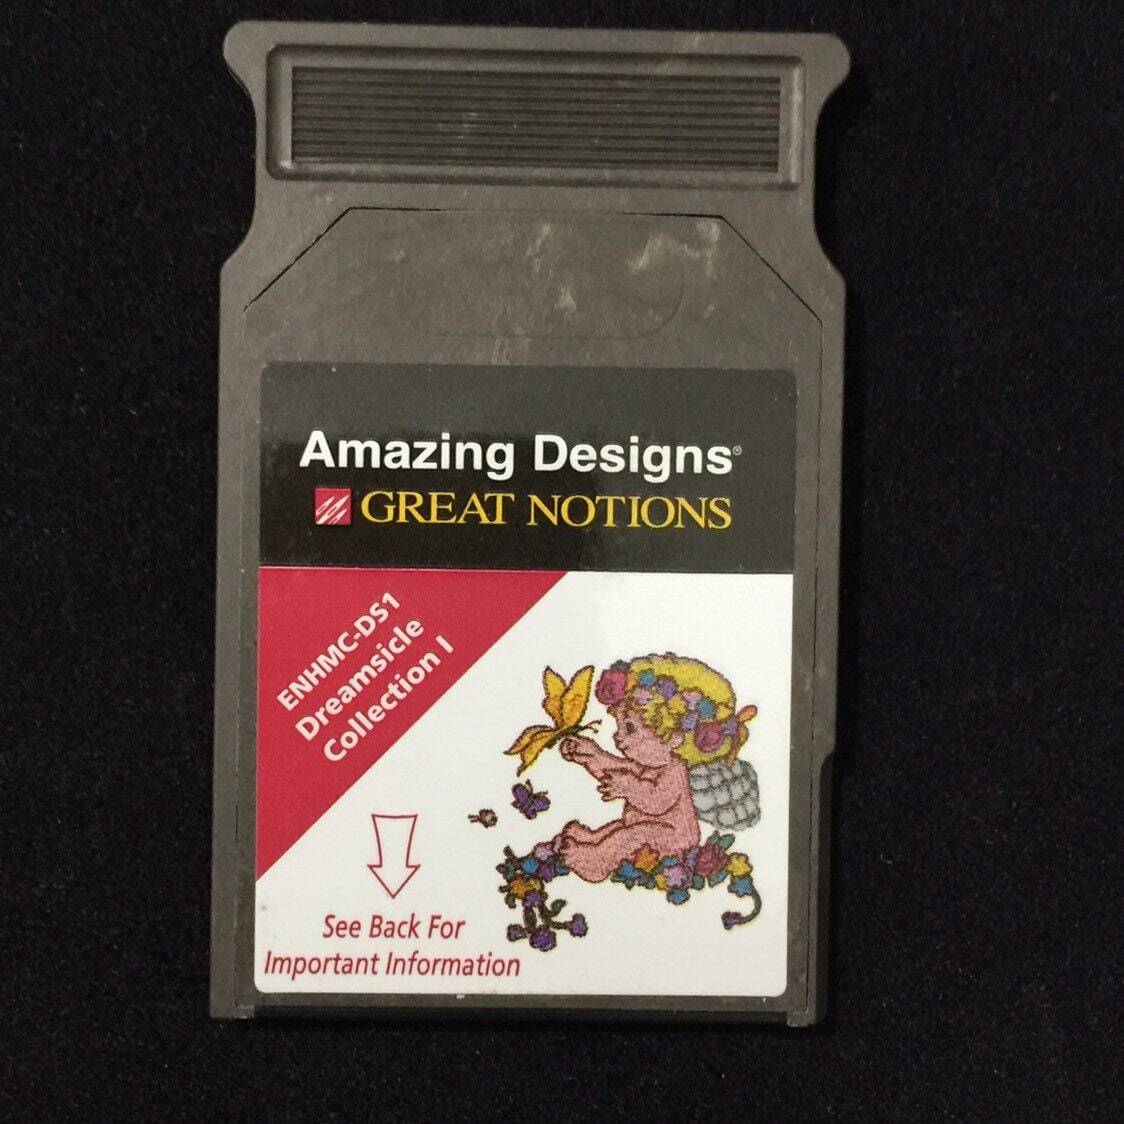 Amazing Designs®
GREAT NOTIONS
ENHMC-DS1
Dreamsicle
Collection I
See Back For
Important Information